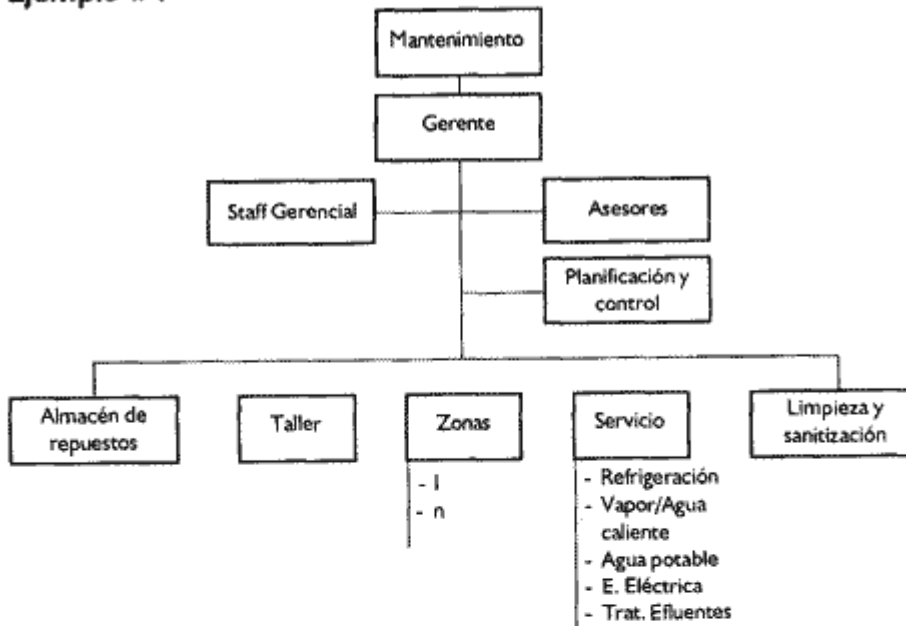 Mantenimiento
Gerente
Staff Gerencial
Asesores
Planificación y
control
Almacén de
repuestos
Taller
Zonas
- I
- n
Servicio
- Refrigeración
- Vapor/Agua
caliente
- Agua potable
- E. Eléctrica
- Trat. Efluentes
Limpieza y
sanitización